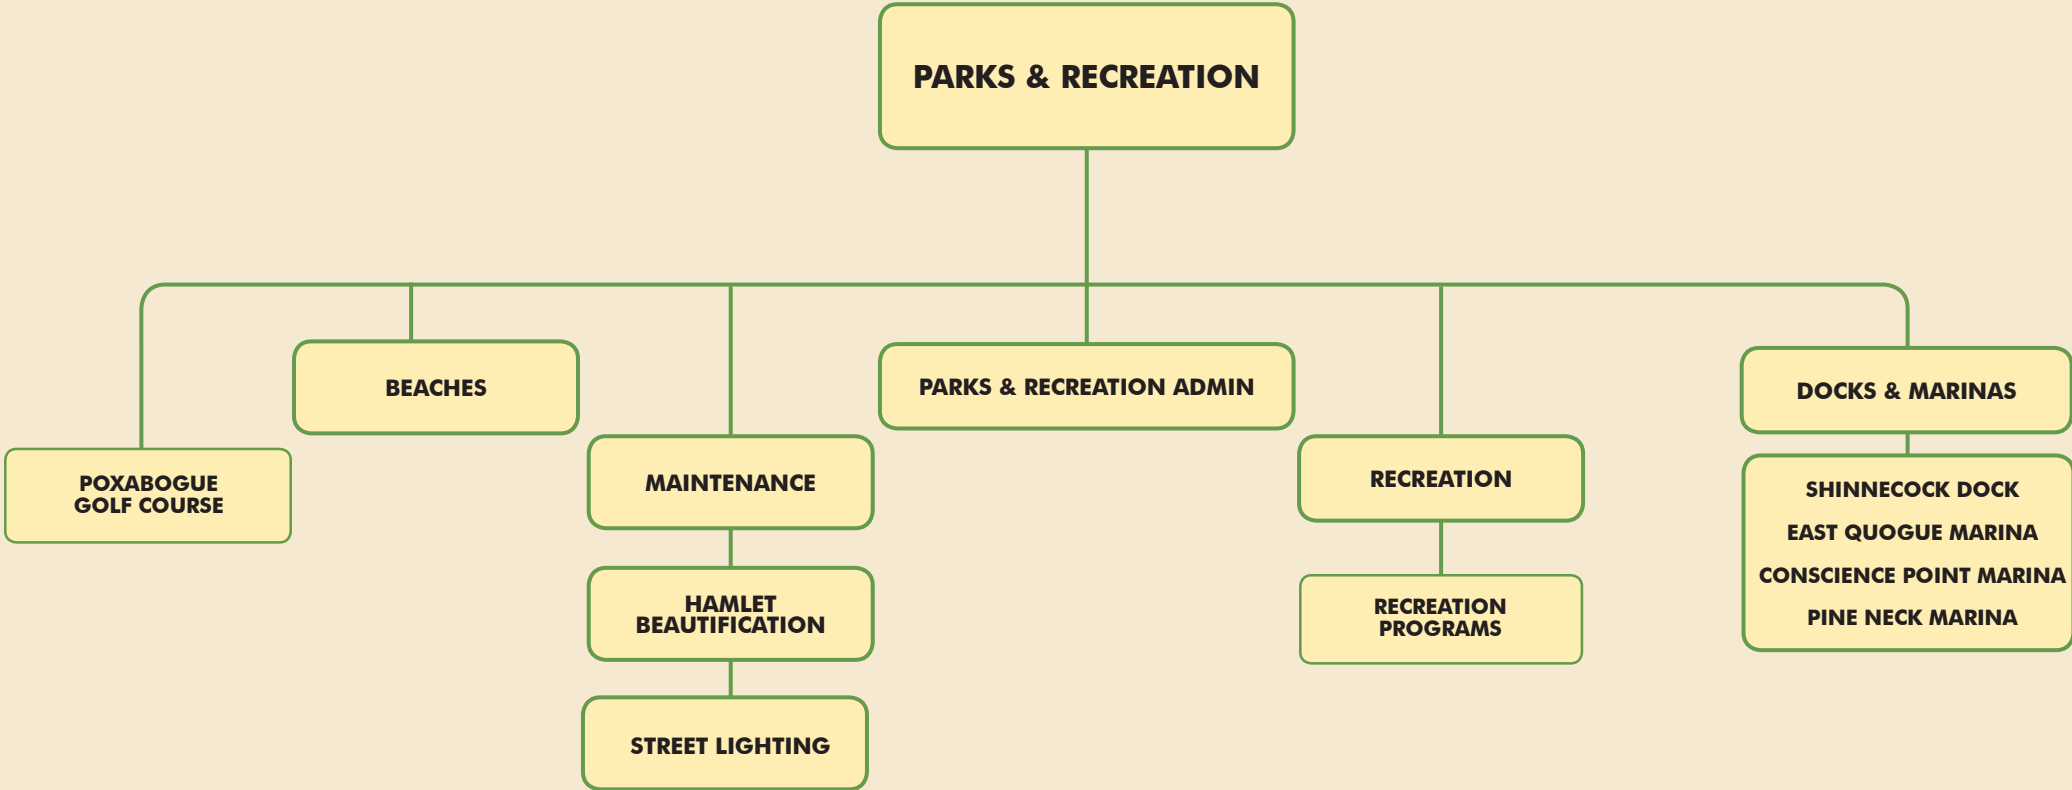 PARKS & RECREATION
BEACHES
PARKS & RECREATION ADMIN
DOCKS & MARINAS
POXABOGUE
GOLF COURSE
MAINTENANCE
RECREATION
SHINNECOCK DOCK
EAST QUOGUE MARINA
CONSCIENCE POINT MARINA
PINE NECK MARINA
HAMLET
BEAUTIFICATION
RECREATION
PROGRAMS
STREET LIGHTING